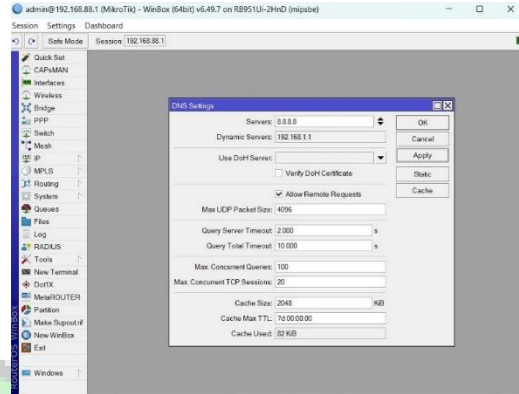 admin@192.168.88.1 (MikroTik) - WinBox (64bit) v6.49.7 on RB951Ui-2HnD (mipsbe)
Session Settings Dashboard
Safe Mode Session: 192.168.88.1
Quick Set
CAPsMAN
Interfaces
Wireless
Bridge
PPP
Switch
Mesh
IP
MPLS
Routing
System
Queues
Files
Log
RADIUS
Tools
New Terminal
Dot1X
MetaROUTER
Partition
Make Supout.rif
New WinBox
Exit
Windows
RouterOS WinBox
DNS Settings
Servers: 8.8.8.8
Dynamic Servers: 192.168.1.1
Use DoH Server:
Verify DoH Certificate
Allow Remote Requests
Max UDP Packet Size: 4096
Query Server Timeout: 2.000 s
Query Total Timeout: 10.000 s
Max. Concurrent Queries: 100
Max. Concurrent TCP Sessions: 20
Cache Size: 2048 KiB
Cache Max TTL: 7d 00:00:00
Cache Used: 82 KiB
OK
Cancel
Apply
Static
Cache